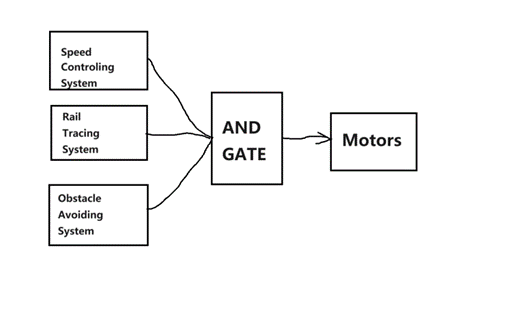 Speed
Controling
System
Rail
Tracing
System
Obstacle
Avoiding
System
AND
GATE
Motors